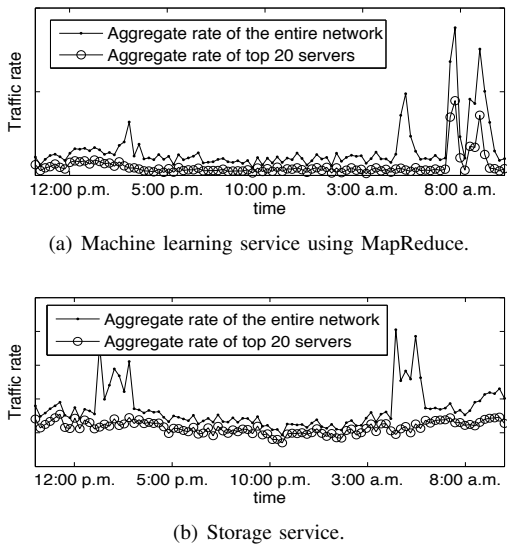 Aggregate rate of the entire network
Aggregate rate of top 20 servers
Traffic rate
12:00 p.m. 5:00 p.m. 10:00 p.m. 3:00 a.m. 8:00 a.m.
time
(a) Machine learning service using MapReduce.
Aggregate rate of the entire network
Aggregate rate of top 20 servers
Traffic rate
12:00 p.m. 5:00 p.m. 10:00 p.m. 3:00 a.m. 8:00 a.m.
time
(b) Storage service.